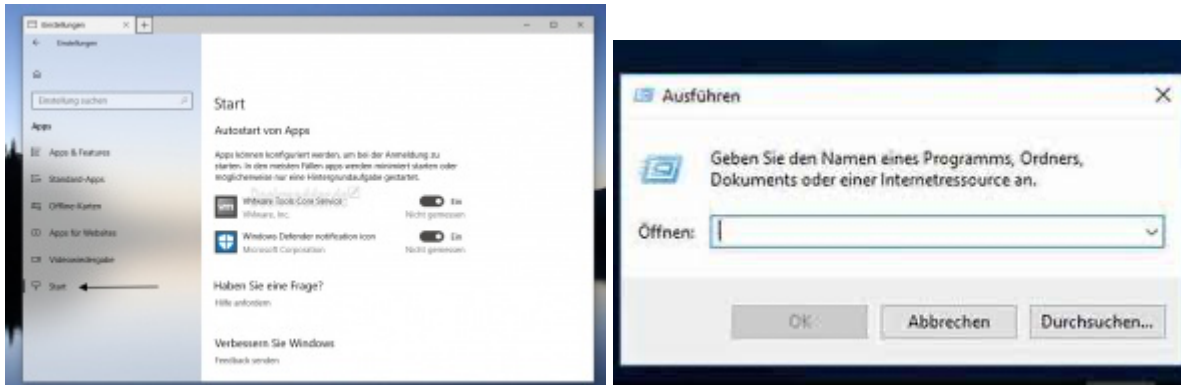 Einstellungen
Einstellungen
Einstellung suchen
Apps
Apps & Features
Standard-Apps
Offline-Karten
Apps für Websites
Videowiedergabe
Start
Start
Autostart von Apps
Apps können konfiguriert werden, um bei der Anmeldung zu
starten. In den meisten Fällen apps werden minimiert starten oder
möglicherweise nur eine Hintergrundaufgabe gestartet.
VMware Tools Core Service
Ein
VMware, Inc.
Nicht gemessen
Windows Defender notification icon
Ein
Microsoft Corporation
Nicht gemessen
Haben Sie eine Frage?
Hilfe anfordern
Verbessern Sie Windows
Feedback senden
Ausführen
Geben Sie den Namen eines Programms, Ordners,
Dokuments oder einer Internetressource an.
Öffnen:
OK
Abbrechen
Durchsuchen...